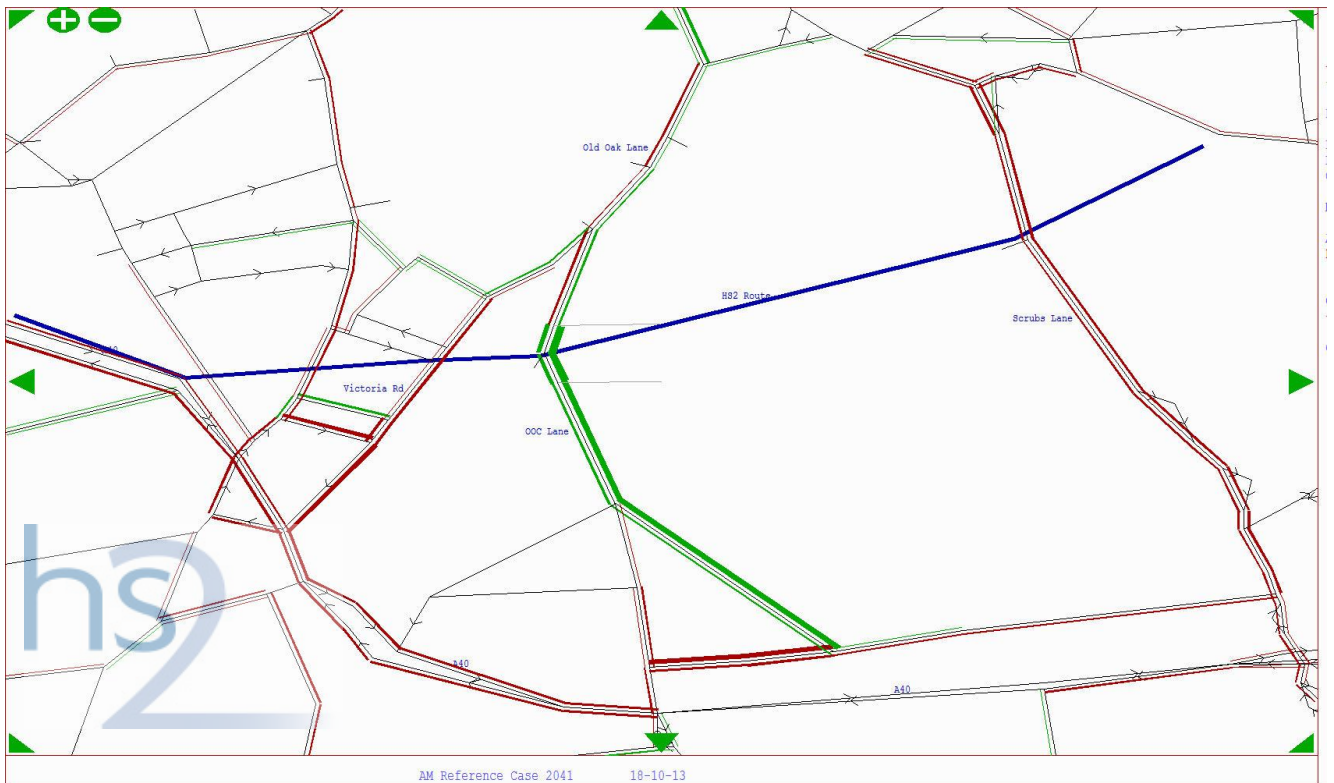 Old Oak Lane
HS2 Route
Scrubs Lane
Victoria Rd
OOC Lane
hs2
A40
A40
AM Reference Case 2041 18-10-13